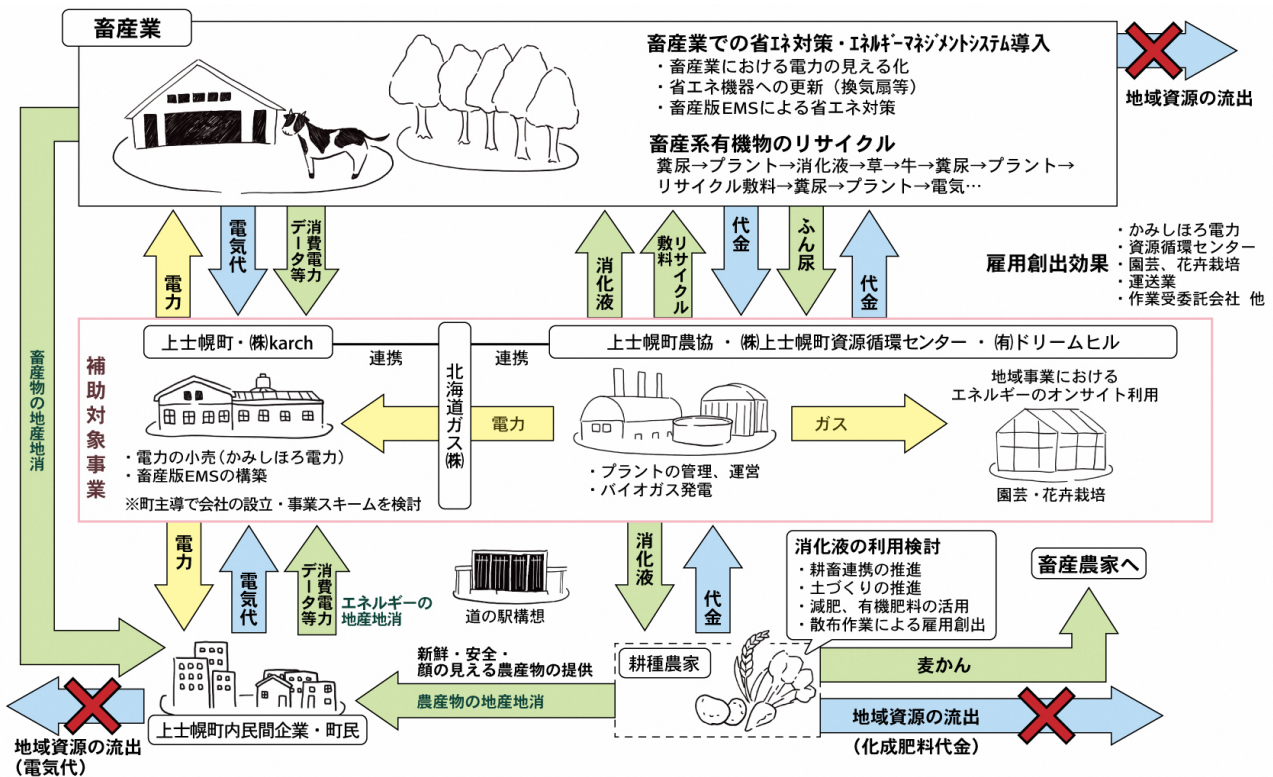 畜産業
畜産業での省エネ対策・エネルギーマネジメントシステム導入
・畜産業における電力の見える化
・省エネ機器への更新（換気扇等）
・畜産版EMSによる省エネ対策
畜産系有機物のリサイクル
糞尿→プラント→消化液→草→牛→糞尿→プラント→
リサイクル敷料→糞尿→プラント→電気…
地域資源の流出
電力
電気代
消費電力
データ等
消化液
リサイクル
敷料
代金
ふん尿
代金
雇用創出効果
・かみしほろ電力
・資源循環センター
・園芸、花卉栽培
・運送業
・作業受委託会社 他
畜産物の地産地消
補助対象事業
上士幌町・㈱karch
連携
北海道ガス㈱
連携
上士幌町農協 ・ ㈱上士幌町資源循環センター ・ ㈲ドリームヒル
・電力の小売（かみしほろ電力）
・畜産版EMSの構築
※町主導で会社の設立・事業スキームを検討
電力
・プラントの管理、運営
・バイオガス発電
ガス
地域事業における
エネルギーのオンサイト利用
園芸・花卉栽培
電力
電気代
消費電力
データ等
エネルギーの
地産地消
道の駅構想
消化液
代金
消化液の利用検討
・耕畜連携の推進
・土づくりの推進
・減肥、有機肥料の活用
・散布作業による雇用創出
畜産農家へ
新鮮・安全・
顔の見える農産物の提供
農産物の地産地消
耕種農家
麦かん
地域資源の流出
（化成肥料代金）
上士幌町内民間企業・町民
地域資源の流出
（電気代）